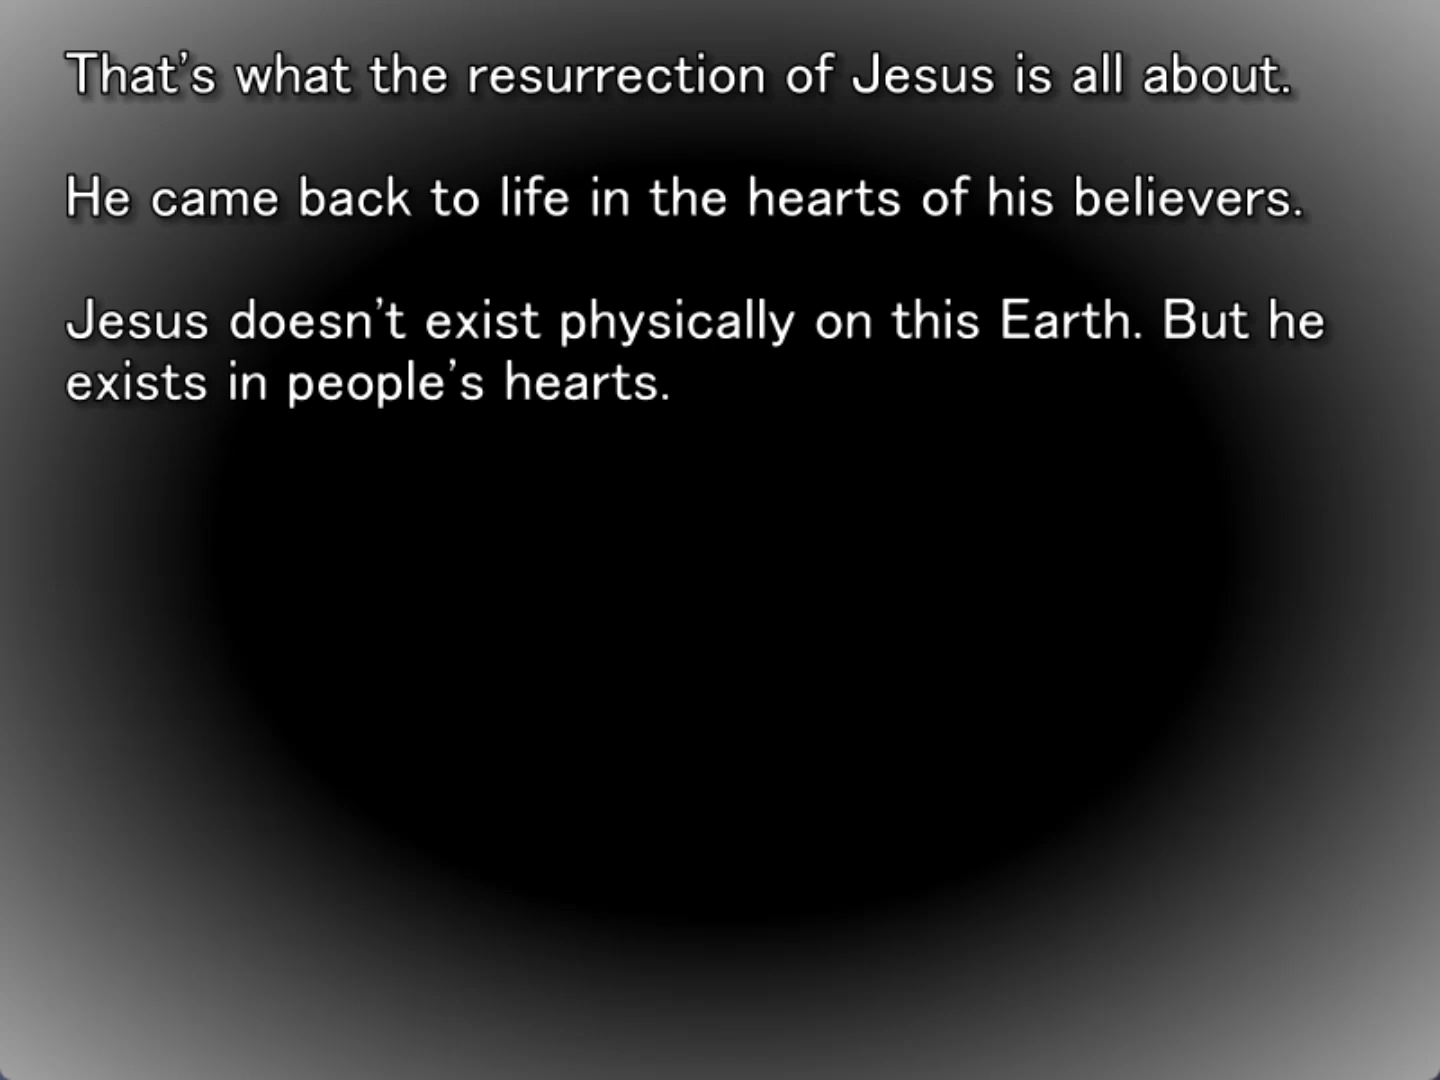 That's what the resurrection of Jesus is all about.
He came back to life in the hearts of his believers.
Jesus doesn't exist physically on this Earth. But he
exists in people's hearts.